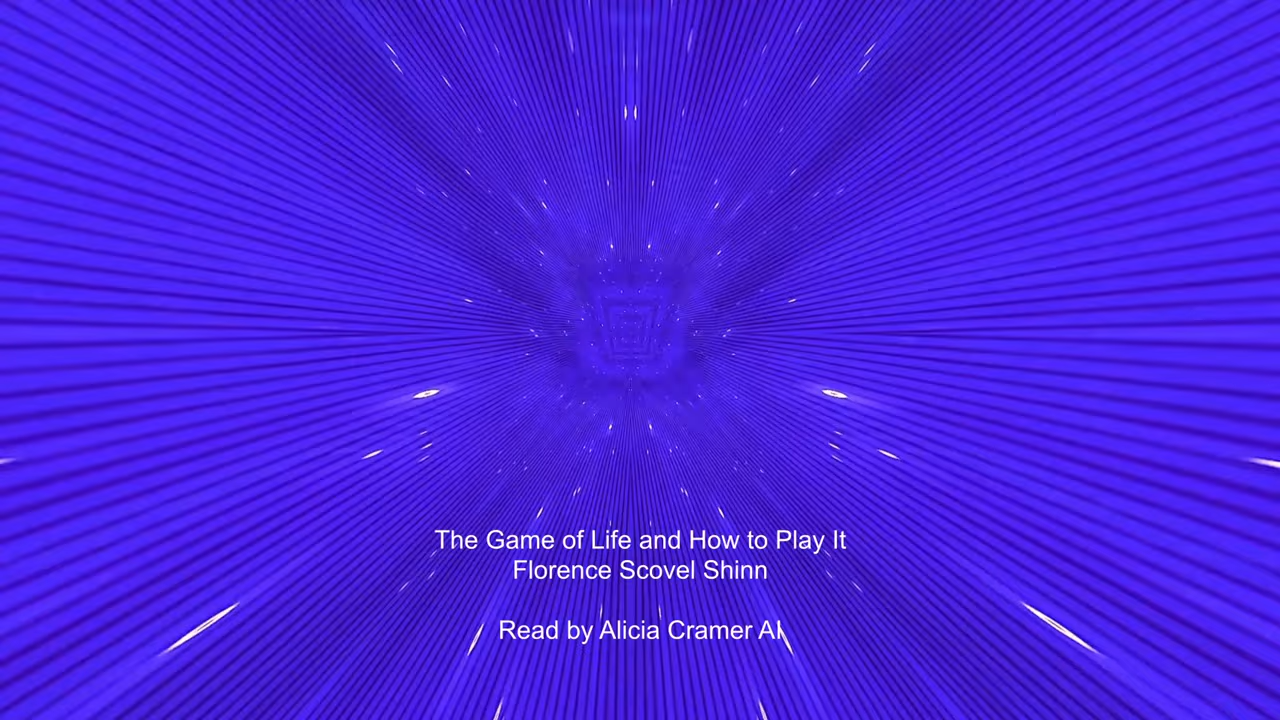 The Game of Life and How to Play It
Florence Scovel Shinn
Read by Alicia Cramer AI